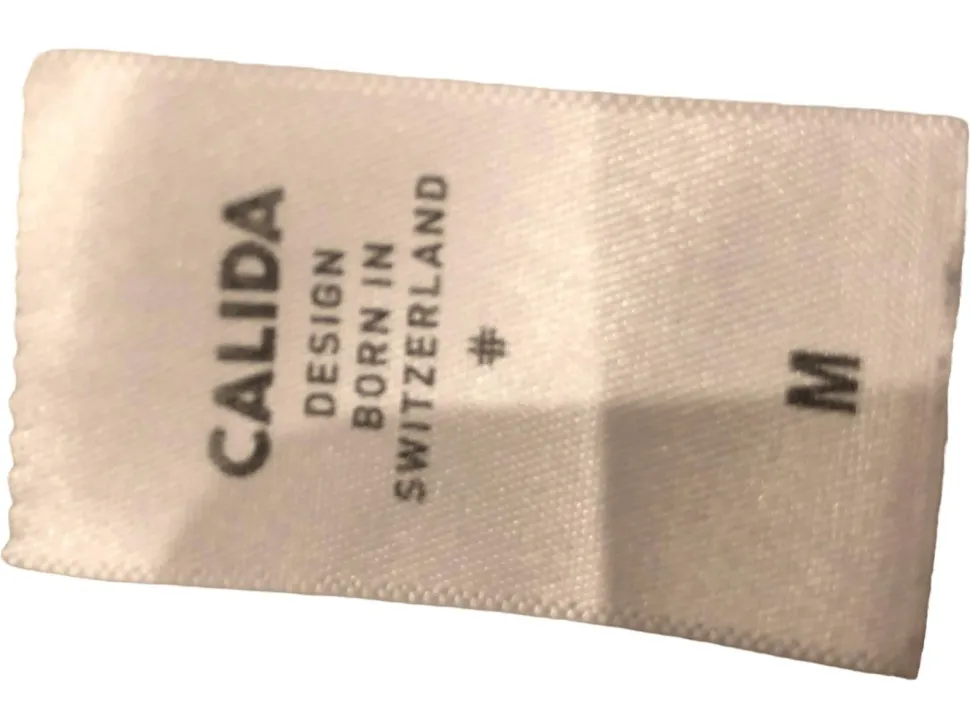 CALIDA
DESIGN
BORN IN
SWITZERLAND
#
M